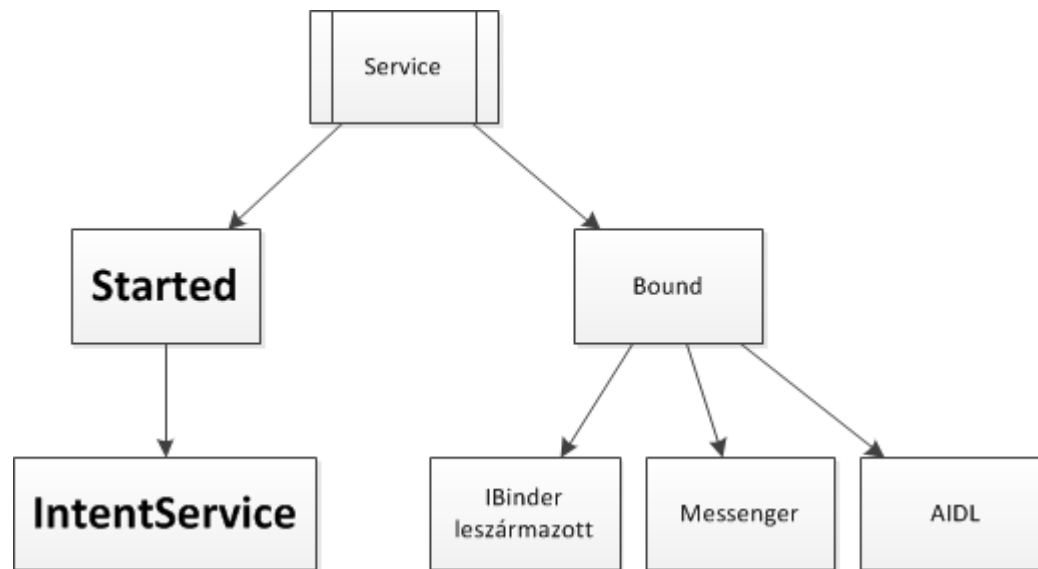 Service
Started
Bound
IntentService
IBinder
leszármazott
Messenger
AIDL